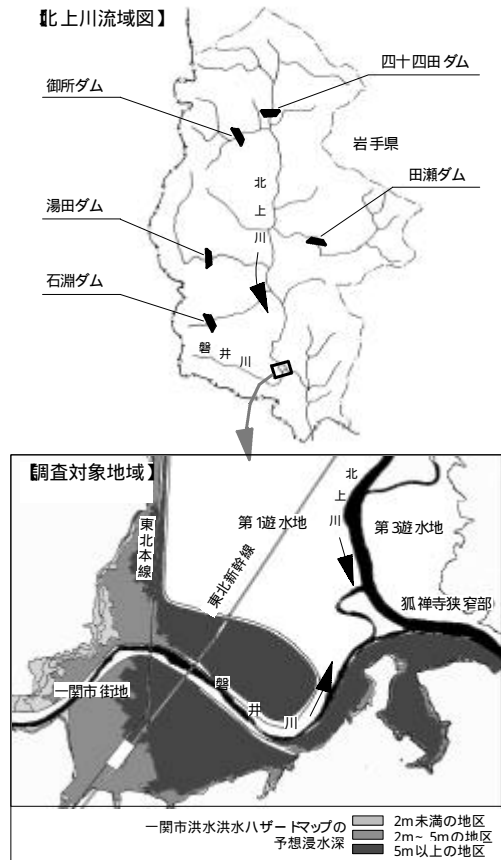 【北上川流域図】
四十四田ダム
御所ダム
岩手県
北上川
田瀬ダム
湯田ダム
石淵ダム
磐井川
【調査対象地域】
北上川
東北本線
第1遊水地
第3遊水地
東北新幹線
狐禅寺狭窄部
一関市街地
磐井川
一関市洪水洪水ハザードマップの
予想浸水深
2m未満の地区
2m~5mの地区
5m以上の地区